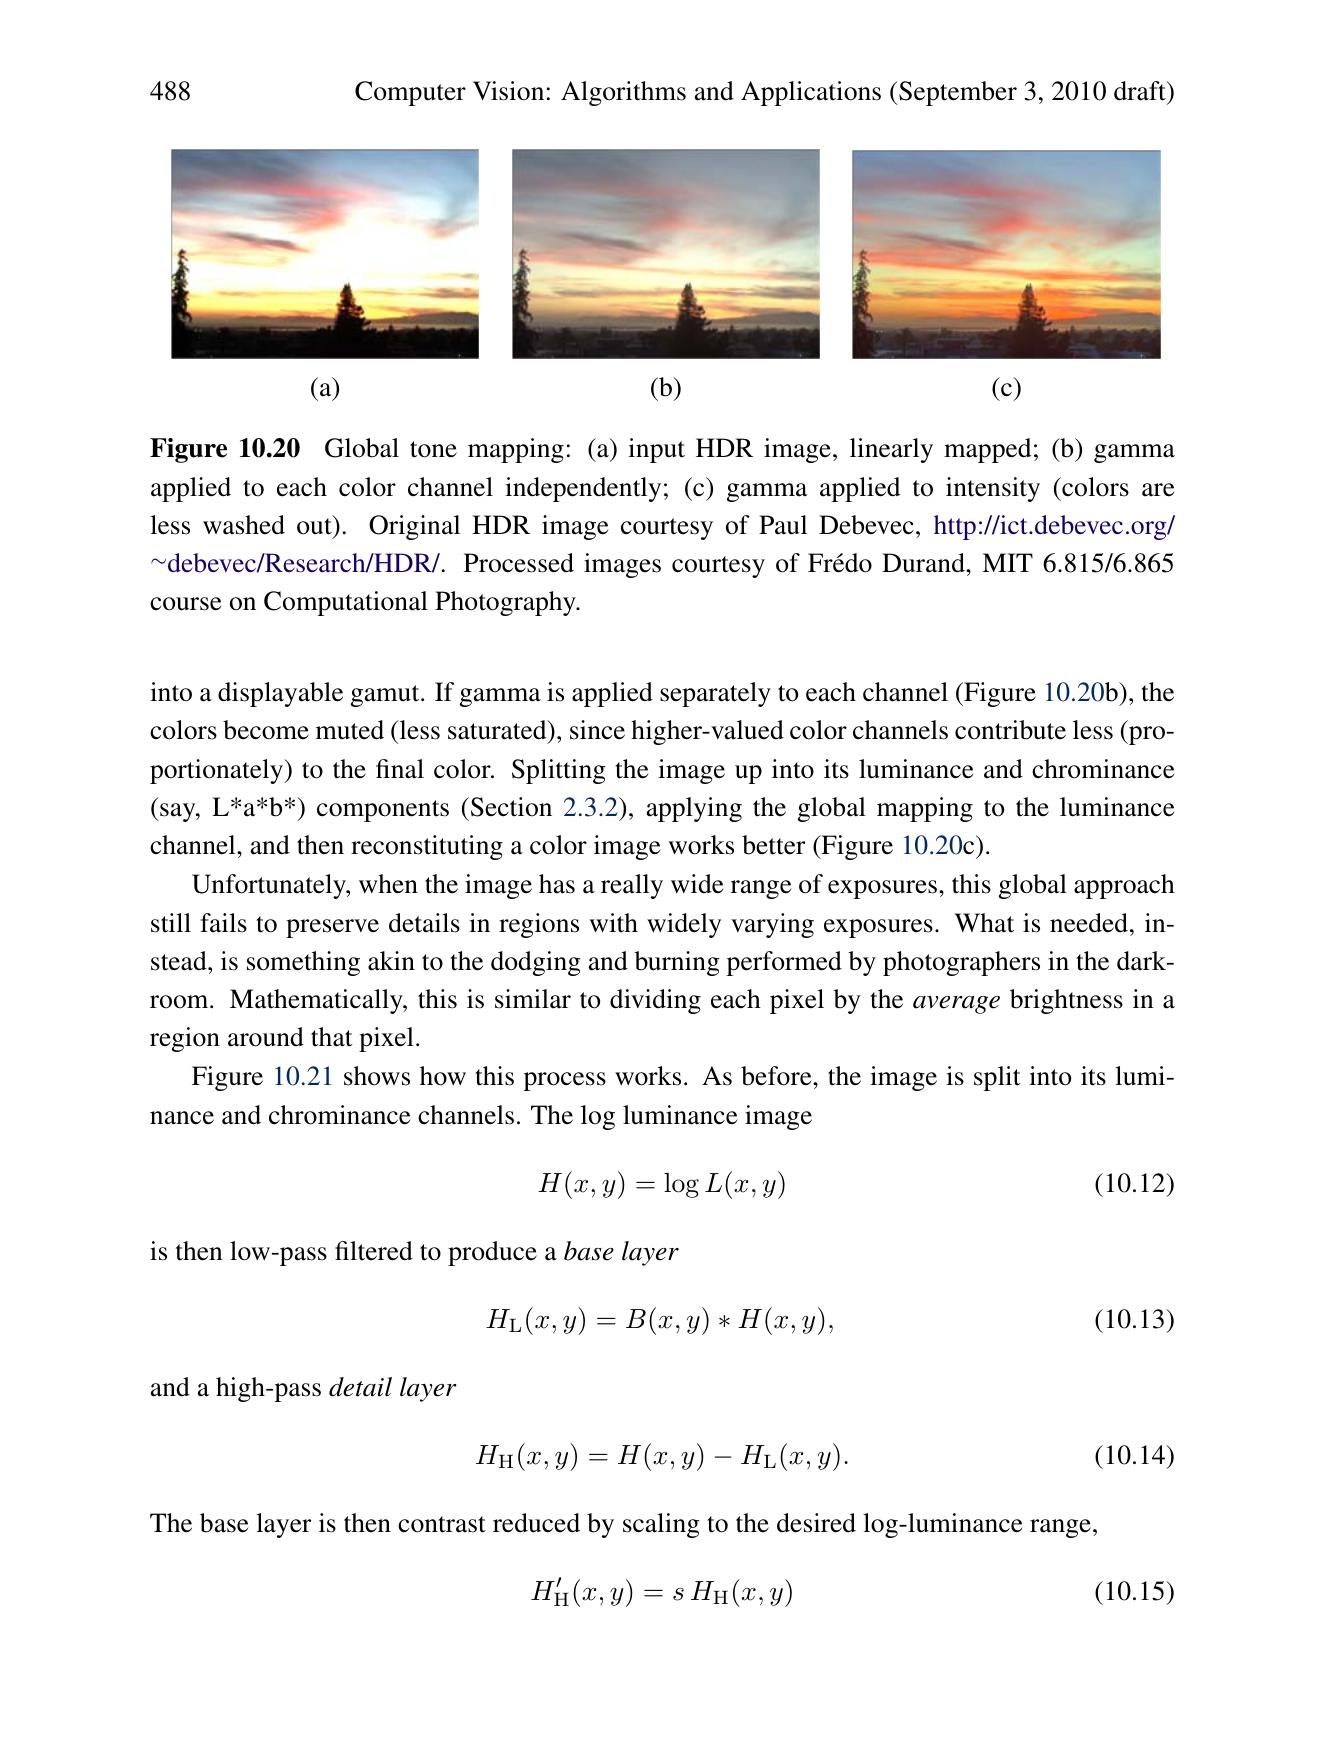 488 Computer Vision: Algorithms and Applications (September 3, 2010 draft)
(a) (b) (c)
Figure 10.20 Global tone mapping: (a) input HDR image, linearly mapped; (b) gamma
applied to each color channel independently; (c) gamma applied to intensity (colors are
less washed out). Original HDR image courtesy of Paul Debevec, http://ict.debevec.org/
~debevec/Research/HDR/. Processed images courtesy of Frédo Durand, MIT 6.815/6.865
course on Computational Photography.
into a displayable gamut. If gamma is applied separately to each channel (Figure 10.20b), the
colors become muted (less saturated), since higher-valued color channels contribute less (pro-
portionately) to the final color. Splitting the image up into its luminance and chrominance
(say, L*a*b*) components (Section 2.3.2), applying the global mapping to the luminance
channel, and then reconstituting a color image works better (Figure 10.20c).
Unfortunately, when the image has a really wide range of exposures, this global approach
still fails to preserve details in regions with widely varying exposures. What is needed, in-
stead, is something akin to the dodging and burning performed by photographers in the dark-
room. Mathematically, this is similar to dividing each pixel by the average brightness in a
region around that pixel.
Figure 10.21 shows how this process works. As before, the image is split into its lumi-
nance and chrominance channels. The log luminance image
H(x, y) = log L(x, y) (10.12)
is then low-pass filtered to produce a base layer
H_L(x, y) = B(x, y) ∗ H(x, y), (10.13)
and a high-pass detail layer
H_H(x, y) = H(x, y) − H_L(x, y). (10.14)
The base layer is then contrast reduced by scaling to the desired log-luminance range,
H′_H(x, y) = s H_H(x, y) (10.15)